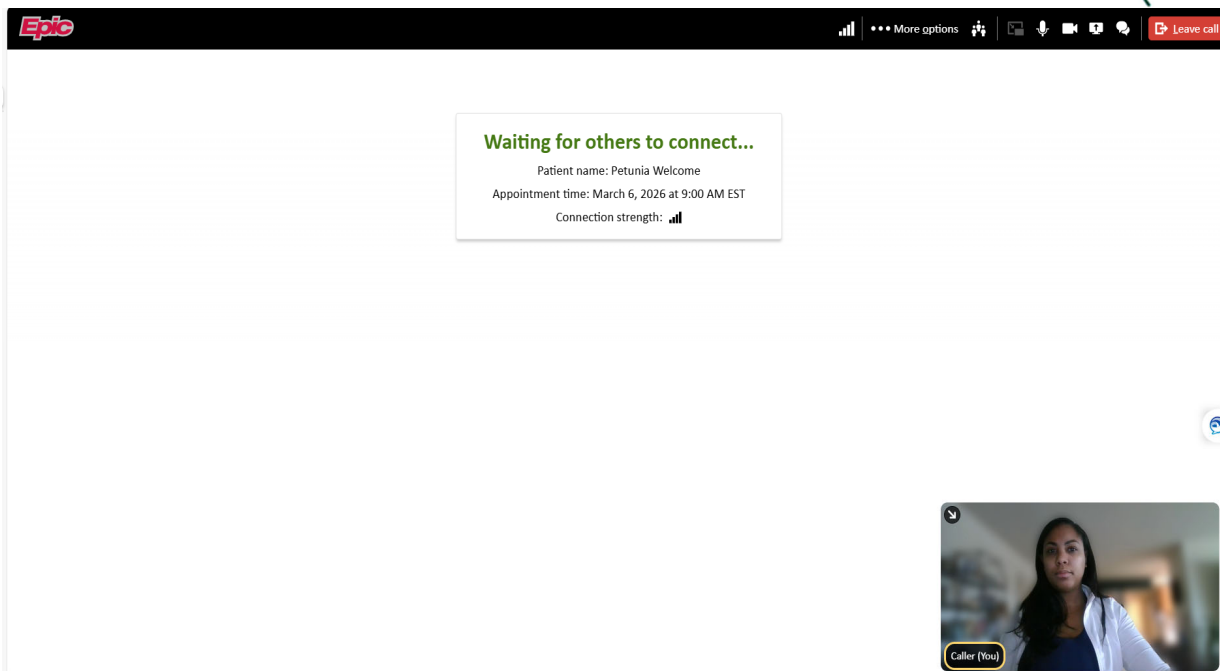 Epic
More options
Leave call
Waiting for others to connect...
Patient name: Petunia Welcome
Appointment time: March 6, 2026 at 9:00 AM EST
Connection strength:
Caller (You)